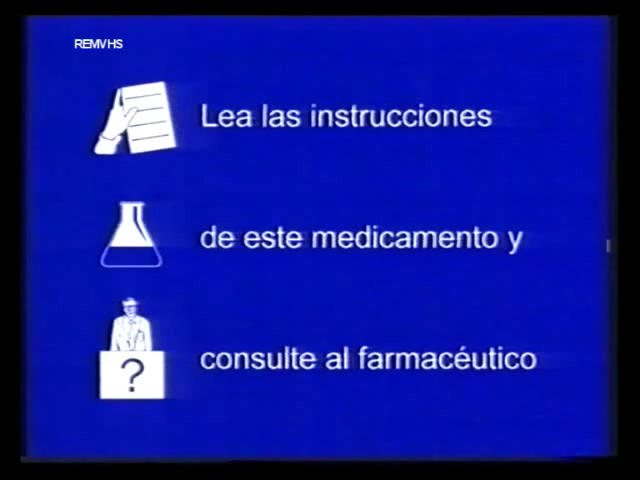 REMVHS
Lea las instrucciones
de este medicamento y
consulte al farmacéutico
?